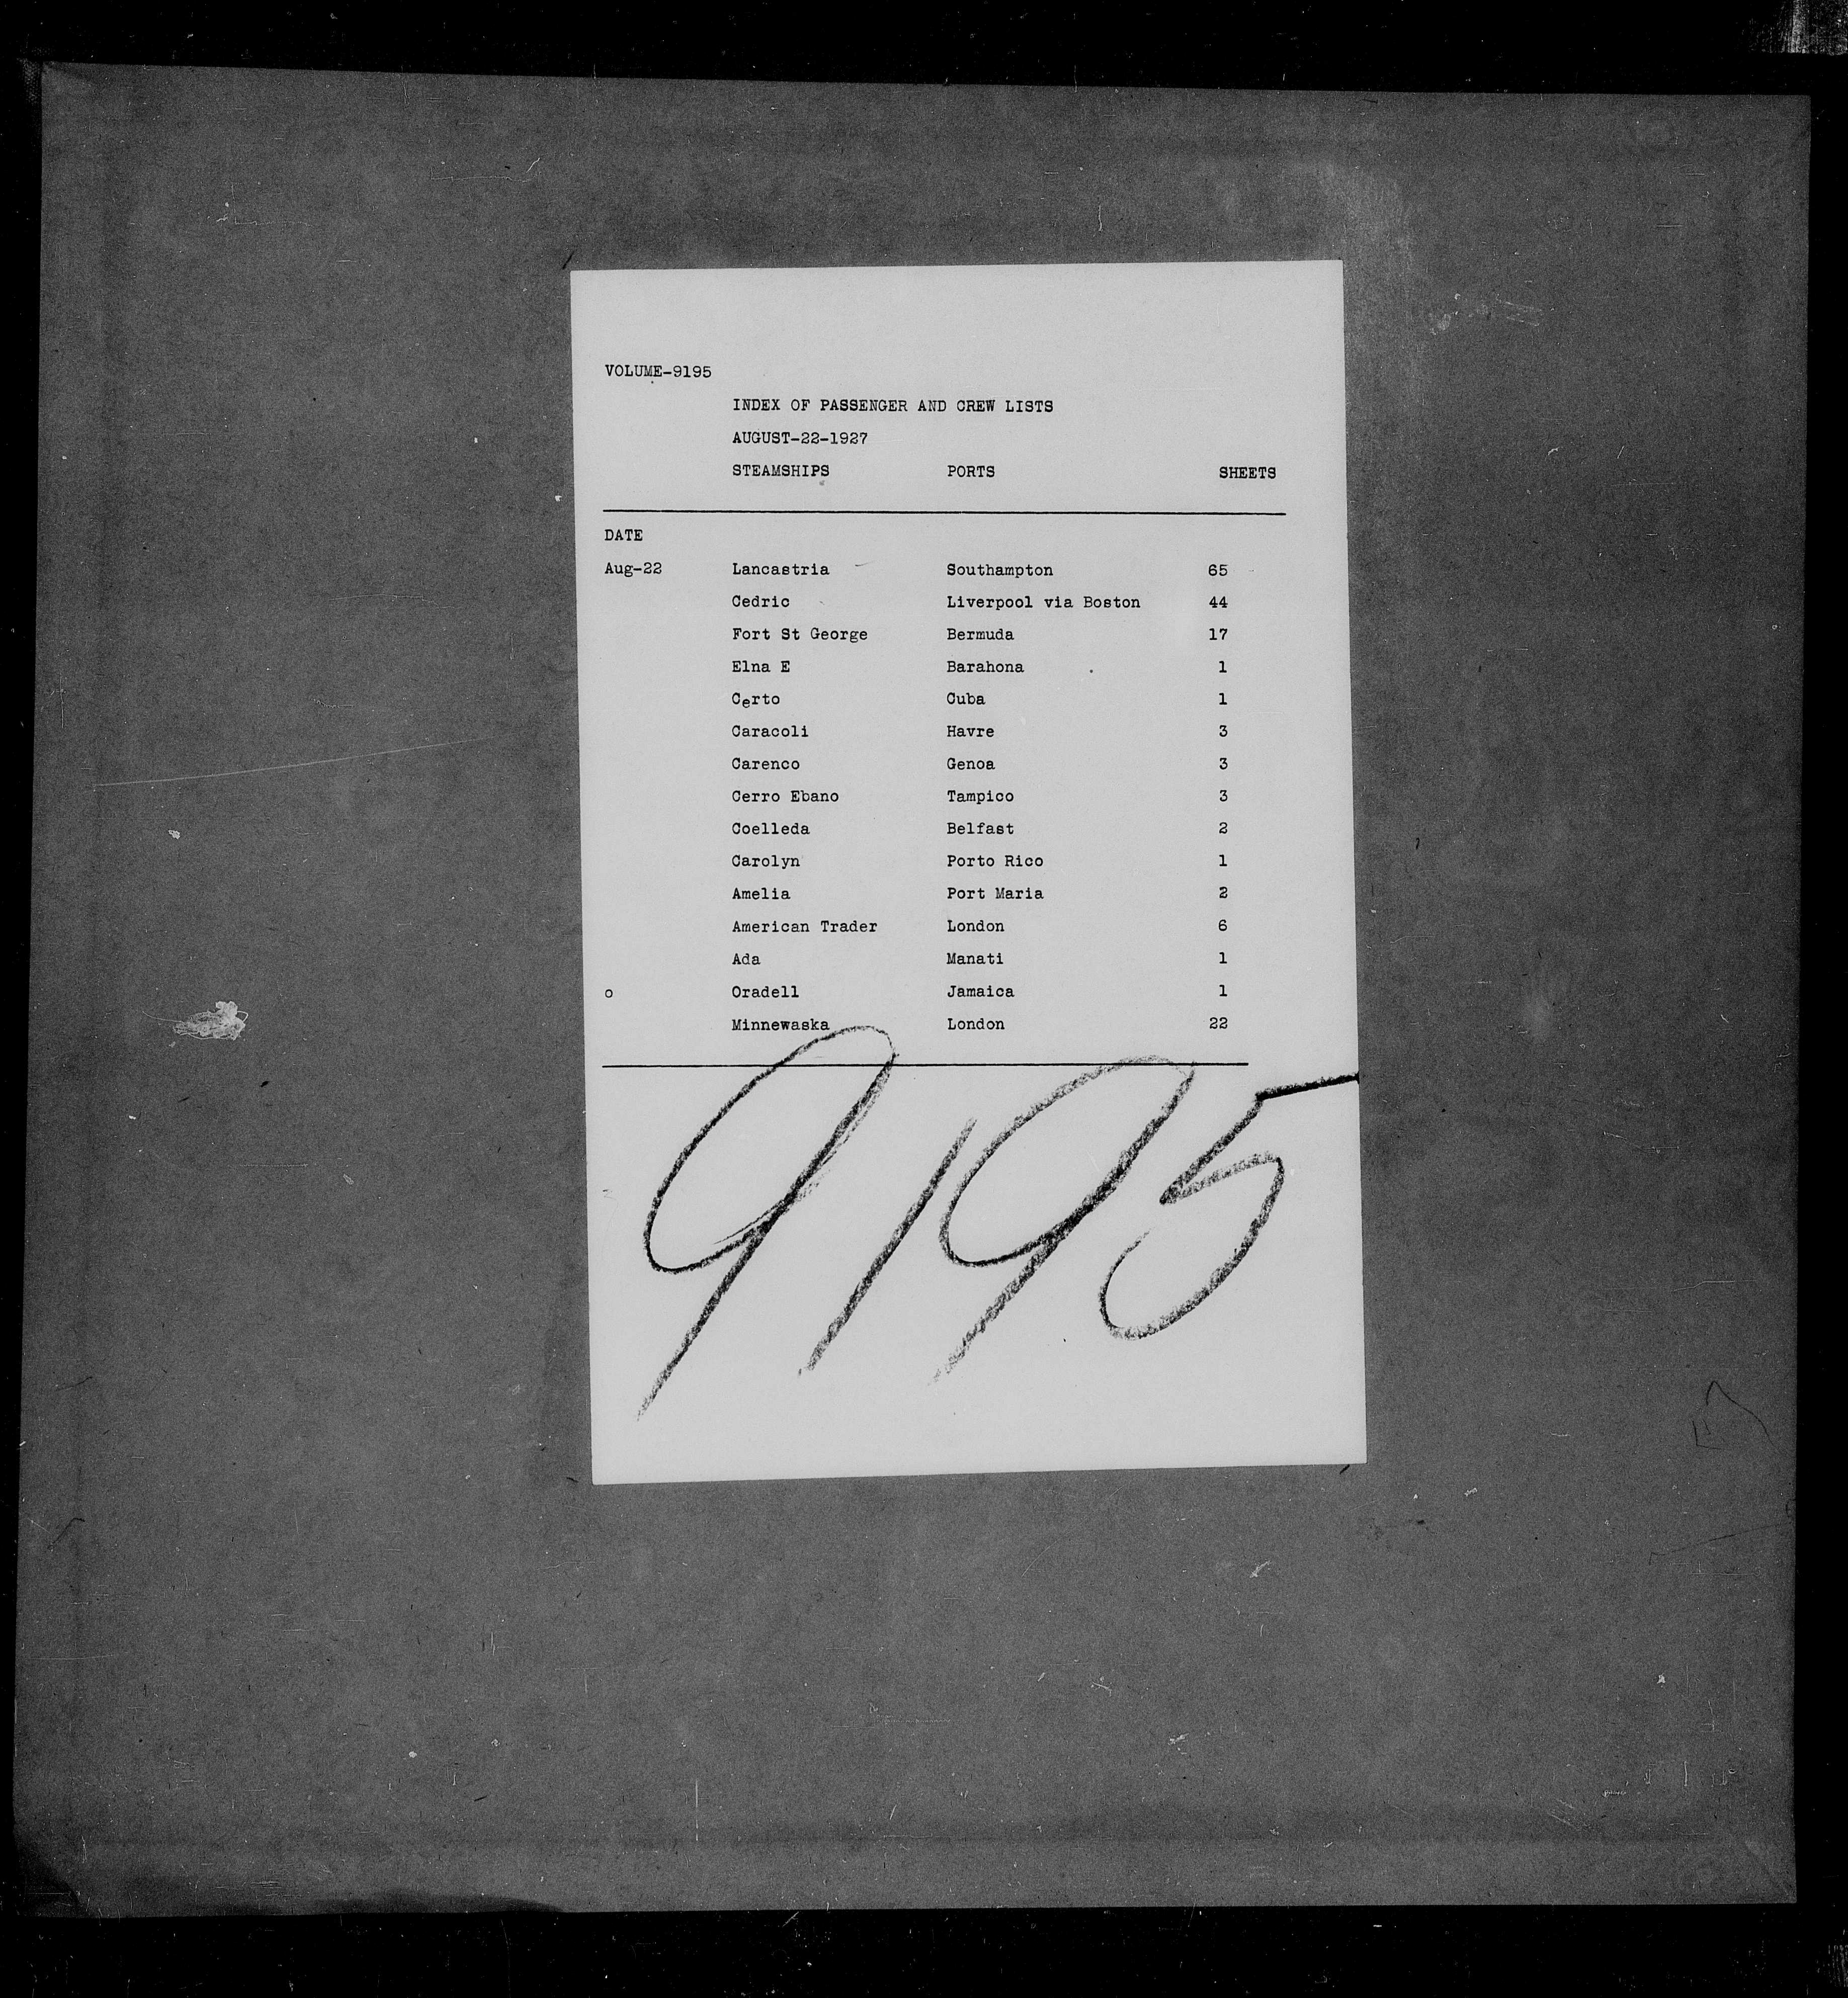 VOLUME-9195
INDEX OF PASSENGER AND CREW LISTS
AUGUST-22-1927
STEAMSHIPS PORTS SHEETS
DATE
Aug-22 Lancastria Southampton 65
Cedric Liverpool via Boston 44
Fort St George Bermuda 17
Elna E Barahona 1
Certo Cuba 1
Caracoli Havre 3
Carenco Genoa 3
Cerro Ebano Tampico 3
Coelleda Belfast 2
Carolyn Porto Rico 1
Amelia Port Maria 2
American Trader London 6
Ada Manati 1
o Oradell Jamaica 1
Minnewaska London 22
9195